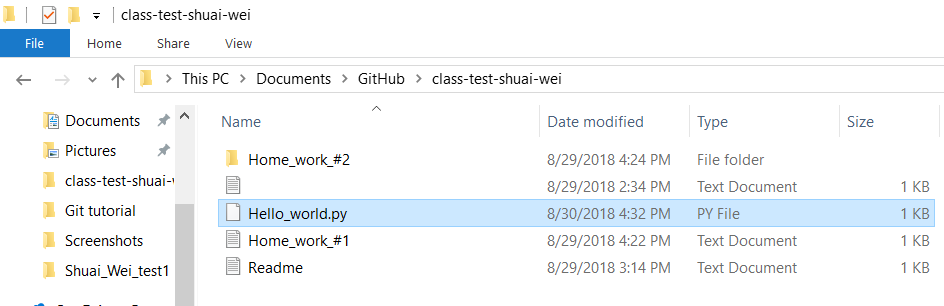 class-test-shuai-wei
File Home Share View
This PC Documents GitHub class-test-shuai-wei
Documents
Pictures
class-test-shuai-w
Git tutorial
Screenshots
Shuai_Wei_test1
Name Date modified Type Size
Home_work_#2 8/29/2018 4:24 PM File folder
8/29/2018 2:34 PM Text Document 1 KB
Hello_world.py 8/30/2018 4:32 PM PY File 1 KB
Home_work_#1 8/29/2018 4:22 PM Text Document 1 KB
Readme 8/29/2018 3:14 PM Text Document 1 KB